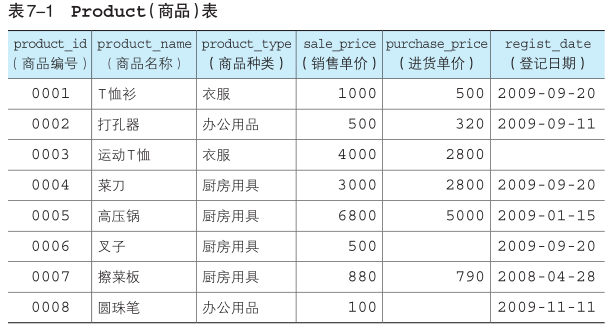 表7-1 Product(商品)表
product_id product_name product_type sale_price purchase_price regist_date
(商品编号) (商品名称) (商品种类) (销售单价) (进货单价) (登记日期)
0001 T恤衫 衣服 1000 500 2009-09-20
0002 打孔器 办公用品 500 320 2009-09-11
0003 运动T恤 衣服 4000 2800
0004 菜刀 厨房用具 3000 2800 2009-09-20
0005 高压锅 厨房用具 6800 5000 2009-01-15
0006 叉子 厨房用具 500 2009-09-20
0007 擦菜板 厨房用具 880 790 2008-04-28
0008 圆珠笔 办公用品 100 2009-11-11